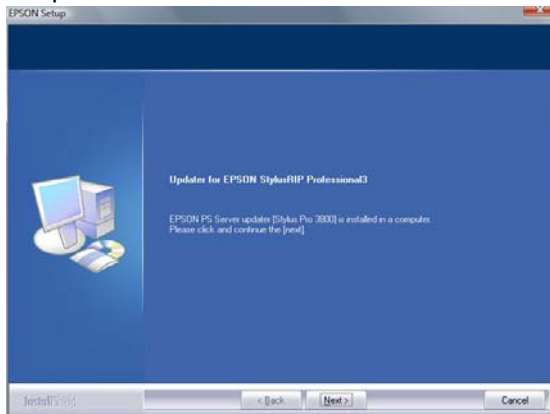 EPSON Setup
Updater for EPSON StylusRIP Professional3
EPSON PS Server updater [Stylus Pro 3800] is installed in a computer.
Please click and continue the [next].
InstallShield
< Back
Next >
Cancel